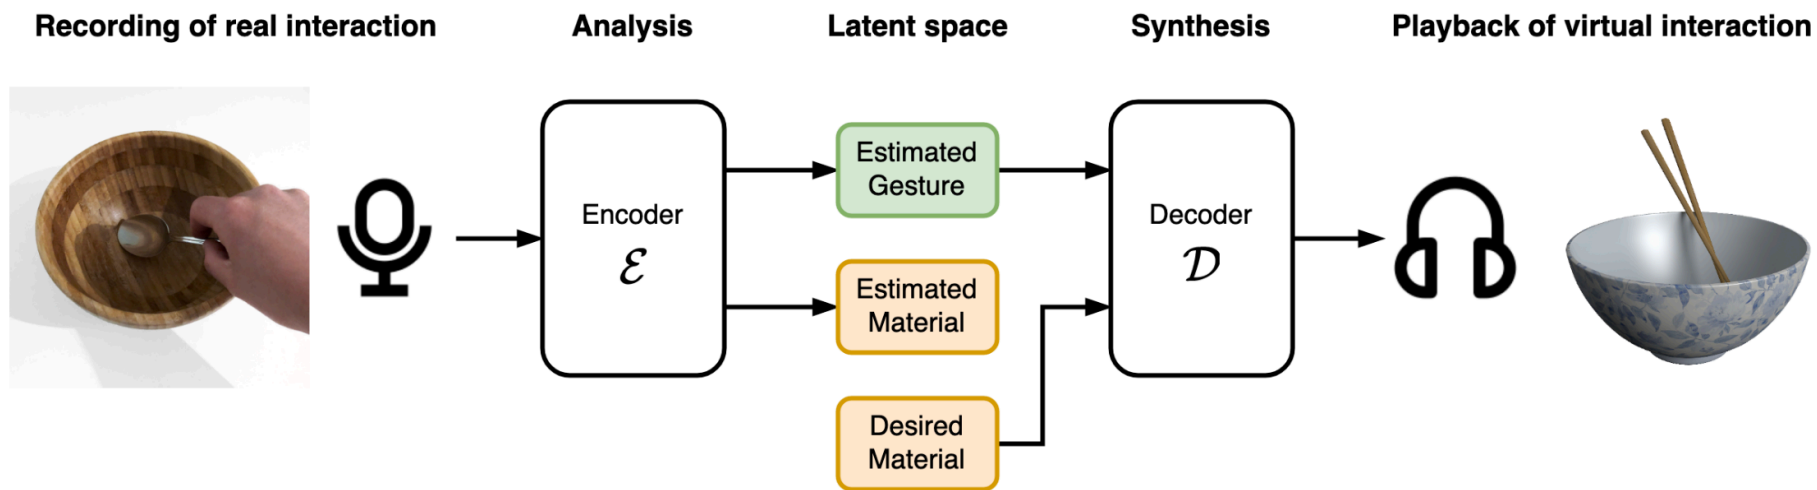 Recording of real interaction
Analysis
Latent space
Synthesis
Playback of virtual interaction
Encoder
ℰ
Estimated
Gesture
Estimated
Material
Desired
Material
Decoder
𝒟